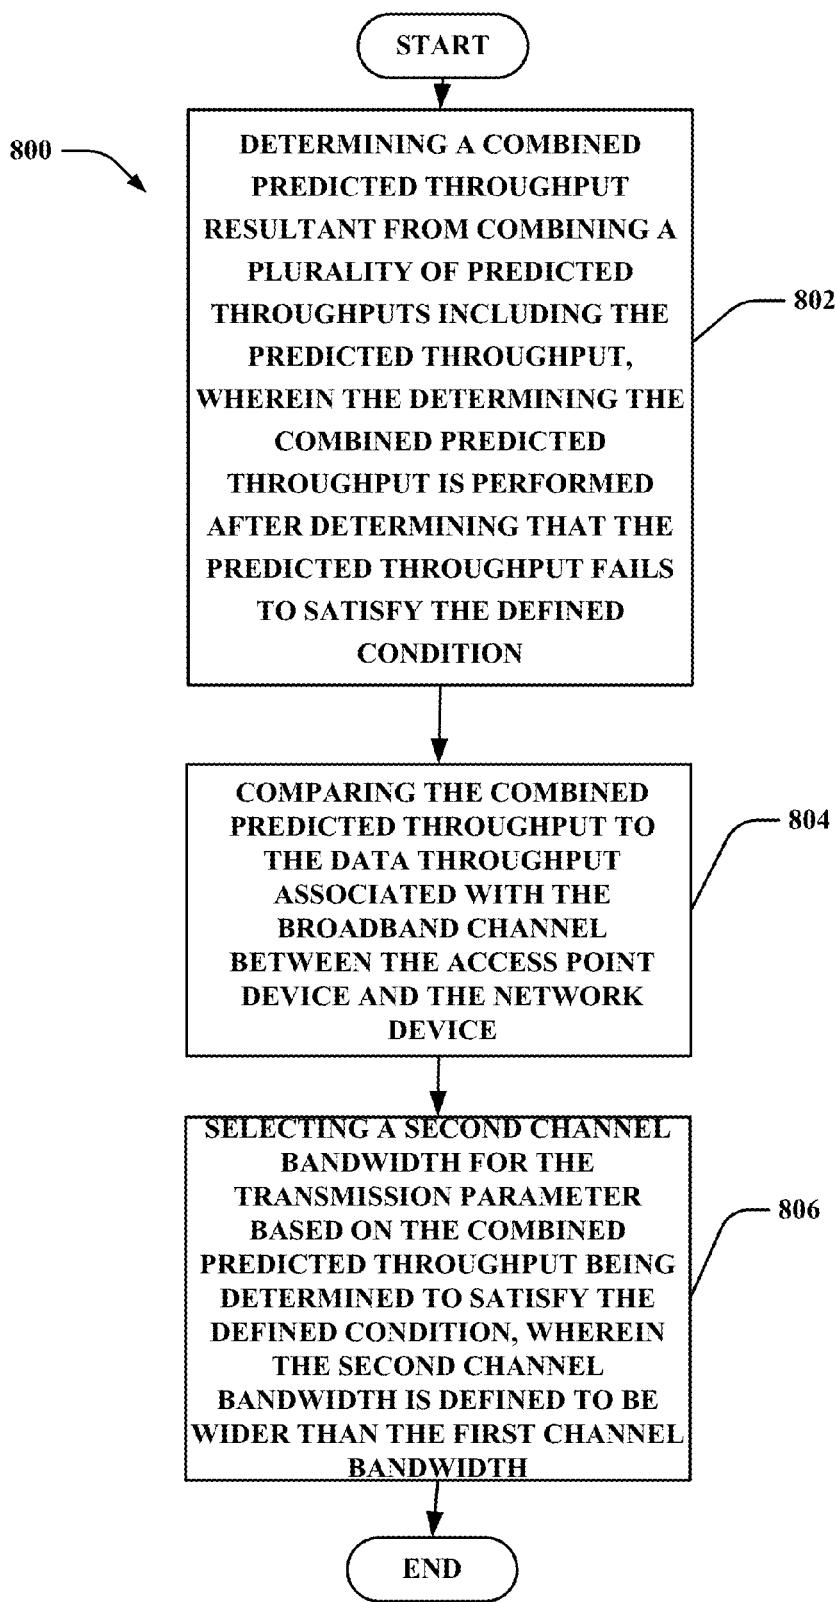 START
800
DETERMINING A COMBINED
PREDICTED THROUGHPUT
RESULTANT FROM COMBINING A
PLURALITY OF PREDICTED
THROUGHPUTS INCLUDING THE
PREDICTED THROUGHPUT,
WHEREIN THE DETERMINING THE
COMBINED PREDICTED
THROUGHPUT IS PERFORMED
AFTER DETERMINING THAT THE
PREDICTED THROUGHPUT FAILS
TO SATISFY THE DEFINED
CONDITION
802
COMPARING THE COMBINED
PREDICTED THROUGHPUT TO
THE DATA THROUGHPUT
ASSOCIATED WITH THE
BROADBAND CHANNEL
BETWEEN THE ACCESS POINT
DEVICE AND THE NETWORK
DEVICE
804
SELECTING A SECOND CHANNEL
BANDWIDTH FOR THE
TRANSMISSION PARAMETER
BASED ON THE COMBINED
PREDICTED THROUGHPUT BEING
DETERMINED TO SATISFY THE
DEFINED CONDITION, WHEREIN
THE SECOND CHANNEL
BANDWIDTH IS DEFINED TO BE
WIDER THAN THE FIRST CHANNEL
BANDWIDTH
806
END